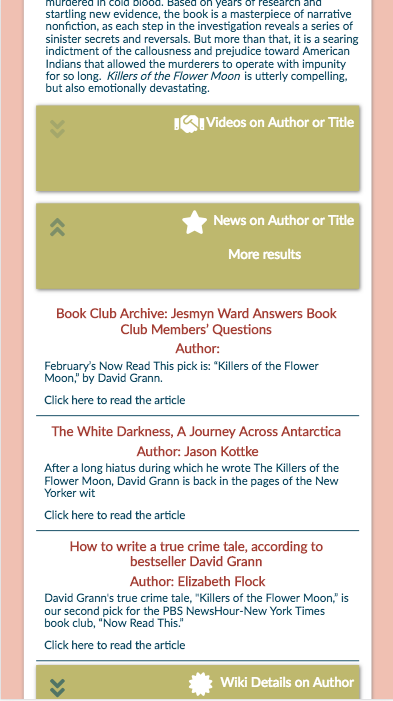 murdered in cold blood. Based on years of research and
startling new evidence, the book is a masterpiece of narrative
nonfiction, as each step in the investigation reveals a series of
sinister secrets and reversals. But more than that, it is a searing
indictment of the callousness and prejudice toward American
Indians that allowed the murderers to operate with impunity
for so long. Killers of the Flower Moon is utterly compelling,
but also emotionally devastating.
Videos on Author or Title
News on Author or Title
More results
Book Club Archive: Jesmyn Ward Answers Book
Club Members’ Questions
Author:
February’s Now Read This pick is: “Killers of the Flower
Moon,” by David Grann.
Click here to read the article
The White Darkness, A Journey Across Antarctica
Author: Jason Kottke
After a long hiatus during which he wrote The Killers of the
Flower Moon, David Grann is back in the pages of the New
Yorker wit
Click here to read the article
How to write a true crime tale, according to
bestseller David Grann
Author: Elizabeth Flock
David Grann's true crime tale, "Killers of the Flower Moon,” is
our second pick for the PBS NewsHour-New York Times
book club, “Now Read This.”
Click here to read the article
Wiki Details on Author